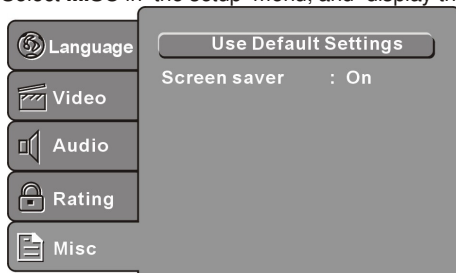 Select Misc in the setup menu, and display th
Language
Use Default Settings
Screen saver : On
Video
Audio
Rating
Misc